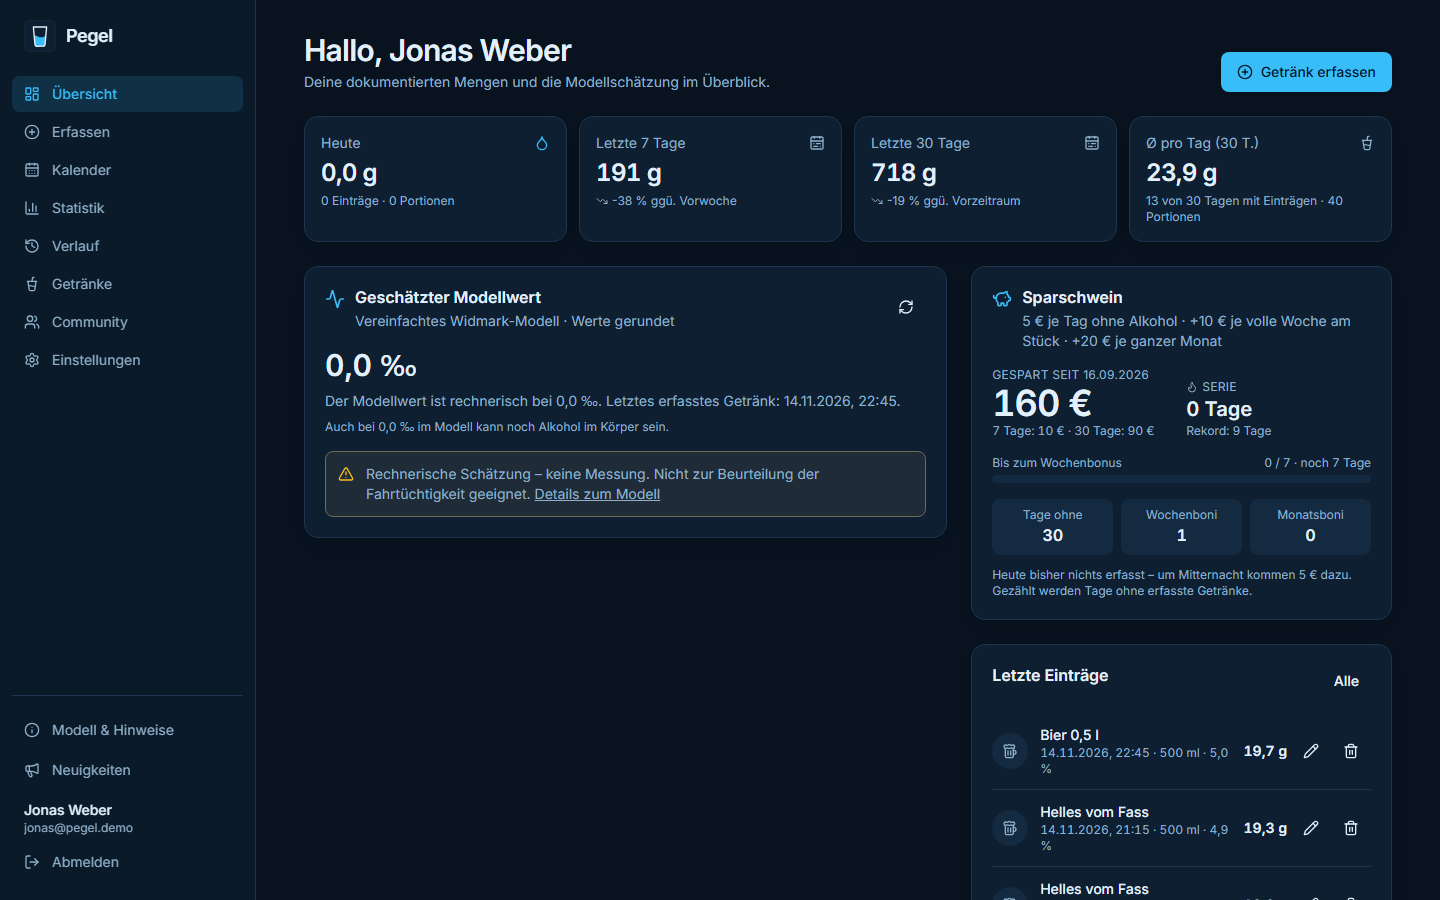 Pegel
Übersicht
Erfassen
Kalender
Statistik
Verlauf
Getränke
Community
Einstellungen
Modell & Hinweise
Neuigkeiten
Jonas Weber
jonas@pegel.demo
Abmelden
Hallo, Jonas Weber
Deine dokumentierten Mengen und die Modellschätzung im Überblick.
Getränk erfassen
Heute
0,0 g
0 Einträge · 0 Portionen
Letzte 7 Tage
191 g
-38 % ggü. Vorwoche
Letzte 30 Tage
718 g
-19 % ggü. Vorzeitraum
Ø pro Tag (30 T.)
23,9 g
13 von 30 Tagen mit Einträgen · 40
Portionen
Geschätzter Modellwert
Vereinfachtes Widmark-Modell · Werte gerundet
0,0 ‰
Der Modellwert ist rechnerisch bei 0,0 ‰. Letztes erfasstes Getränk: 14.11.2026, 22:45.
Auch bei 0,0 ‰ im Modell kann noch Alkohol im Körper sein.
Rechnerische Schätzung – keine Messung. Nicht zur Beurteilung der
Fahrtüchtigkeit geeignet. Details zum Modell
Sparschwein
5 € je Tag ohne Alkohol · +10 € je volle Woche am
Stück · +20 € je ganzer Monat
GESPART SEIT 16.09.2026
160 €
7 Tage: 10 € · 30 Tage: 90 €
SERIE
0 Tage
Rekord: 9 Tage
Bis zum Wochenbonus
0 / 7 · noch 7 Tage
Tage ohne
30
Wochenboni
1
Monatsboni
0
Heute bisher nichts erfasst – um Mitternacht kommen 5 € dazu.
Gezählt werden Tage ohne erfasste Getränke.
Letzte Einträge
Alle
Bier 0,5 l
14.11.2026, 22:45 · 500 ml · 5,0
%
19,7 g
Helles vom Fass
14.11.2026, 21:15 · 500 ml · 4,9
%
19,3 g
Helles vom Fass